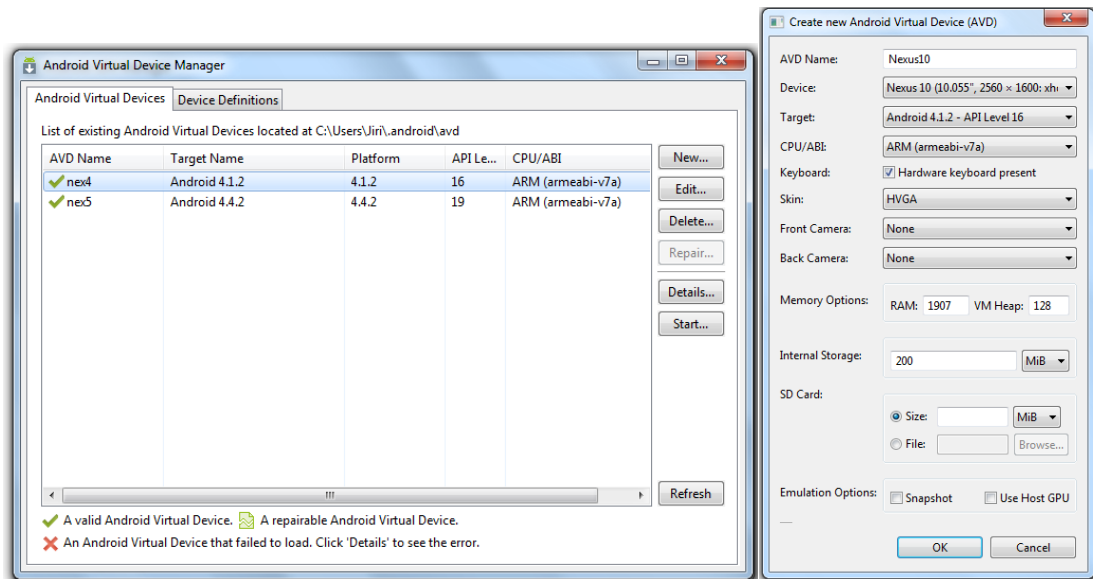 Android Virtual Device Manager
Android Virtual Devices Device Definitions
List of existing Android Virtual Devices located at C:\Users\Jiri\.android\avd
AVD Name Target Name Platform API Le... CPU/ABI
nex4 Android 4.1.2 4.1.2 16 ARM (armeabi-v7a)
nex5 Android 4.4.2 4.4.2 19 ARM (armeabi-v7a)
New...
Edit...
Delete...
Repair...
Details...
Start...
Refresh
A valid Android Virtual Device. A repairable Android Virtual Device.
An Android Virtual Device that failed to load. Click 'Details' to see the error.
Create new Android Virtual Device (AVD)
AVD Name: Nexus10
Device: Nexus 10 (10.055", 2560 × 1600: xh
Target: Android 4.1.2 - API Level 16
CPU/ABI: ARM (armeabi-v7a)
Keyboard: Hardware keyboard present
Skin: HVGA
Front Camera: None
Back Camera: None
Memory Options: RAM: 1907 VM Heap: 128
Internal Storage: 200 MiB
SD Card:
Size: MiB
File: Browse...
Emulation Options: Snapshot Use Host GPU
OK Cancel